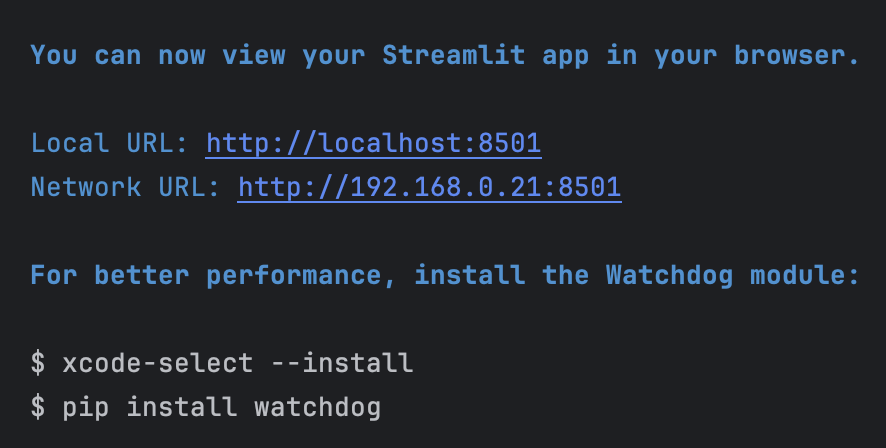 You can now view your Streamlit app in your browser.
Local URL: http://localhost:8501
Network URL: http://192.168.0.21:8501
For better performance, install the Watchdog module:
$ xcode-select --install
$ pip install watchdog